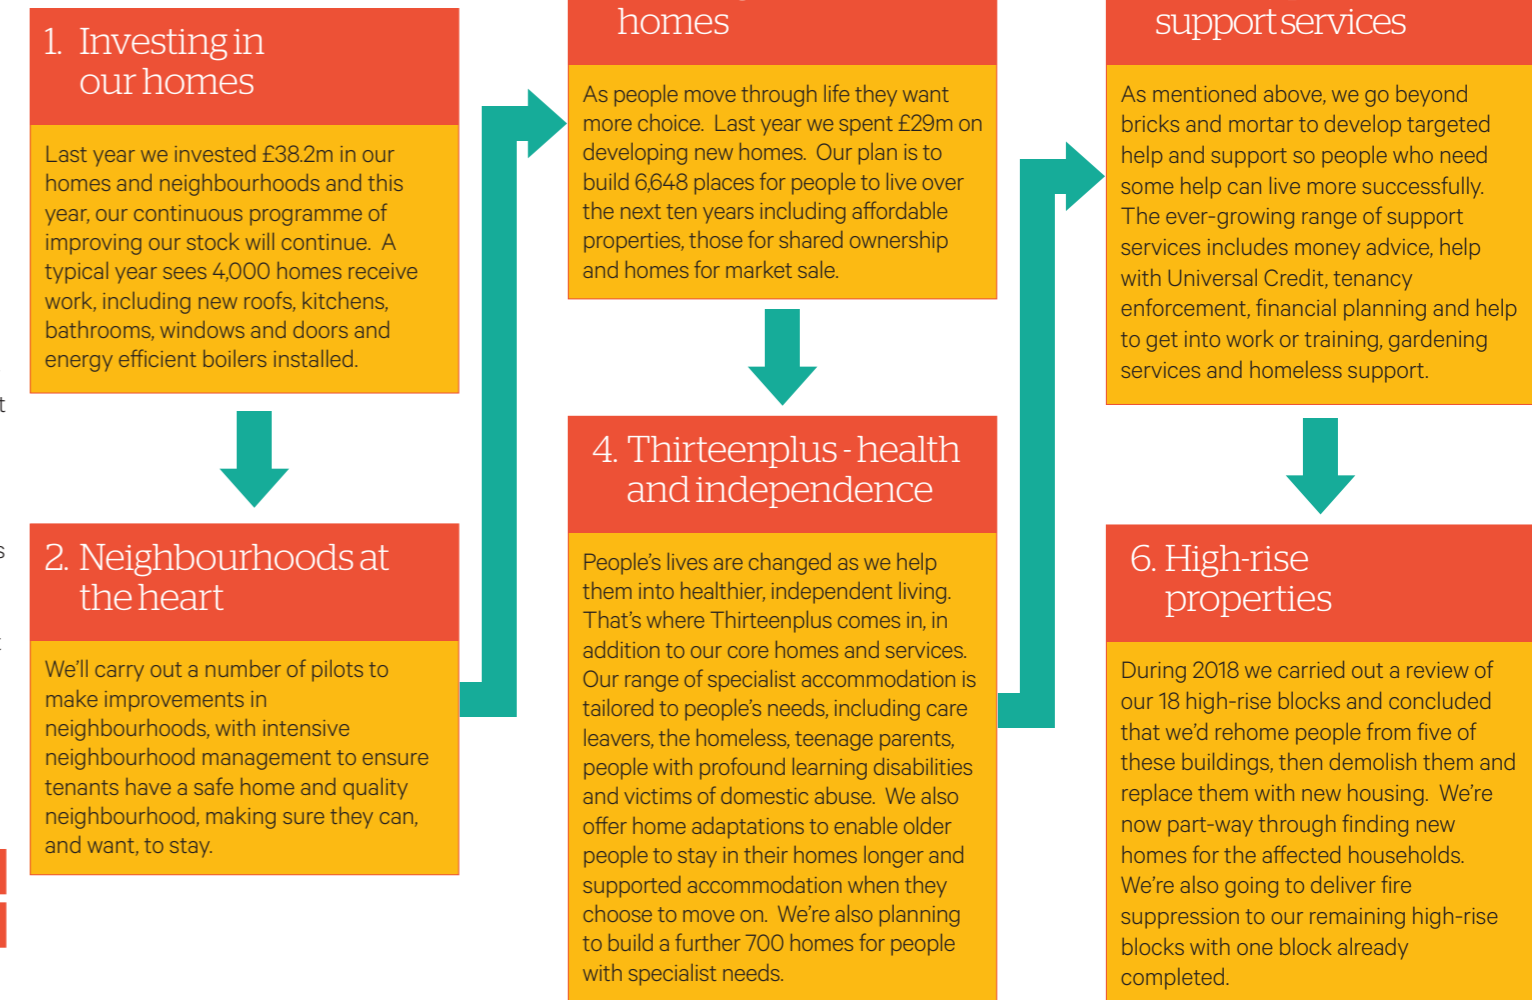 1. Investing in
our homes
Last year we invested £38.2m in our
homes and neighbourhoods and this
year, our continuous programme of
improving our stock will continue. A
typical year sees 4,000 homes receive
work, including new roofs, kitchens,
bathrooms, windows and doors and
energy efficient boilers installed.
2. Neighbourhoods at
the heart
We'll carry out a number of pilots to
make improvements in
neighbourhoods, with intensive
neighbourhood management to ensure
tenants have a safe home and quality
neighbourhood, making sure they can,
and want, to stay.
homes
As people move through life they want
more choice. Last year we spent £29m on
developing new homes. Our plan is to
build 6,648 places for people to live over
the next ten years including affordable
properties, those for shared ownership
and homes for market sale.
4. Thirteenplus - health
and independence
People's lives are changed as we help
them into healthier, independent living.
That's where Thirteenplus comes in, in
addition to our core homes and services.
Our range of specialist accommodation is
tailored to people's needs, including care
leavers, the homeless, teenage parents,
people with profound learning disabilities
and victims of domestic abuse. We also
offer home adaptations to enable older
people to stay in their homes longer and
supported accommodation when they
choose to move on. We're also planning
to build a further 700 homes for people
with specialist needs.
support services
As mentioned above, we go beyond
bricks and mortar to develop targeted
help and support so people who need
some help can live more successfully.
The ever-growing range of support
services includes money advice, help
with Universal Credit, tenancy
enforcement, financial planning and help
to get into work or training, gardening
services and homeless support.
6. High-rise
properties
During 2018 we carried out a review of
our 18 high-rise blocks and concluded
that we'd rehome people from five of
these buildings, then demolish them and
replace them with new housing. We're
now part-way through finding new
homes for the affected households.
We're also going to deliver fire
suppression to our remaining high-rise
blocks with one block already
completed.